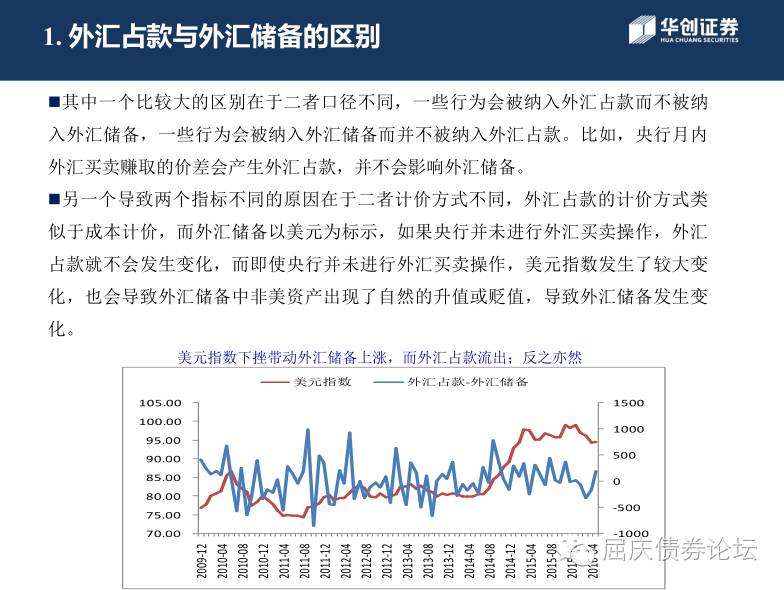 1. 外汇占款与外汇储备的区别
华创证券
HUA CHUANG SECURITIES
■其中一个比较大的区别在于二者口径不同，一些行为会被纳入外汇占款而不被纳
入外汇储备，一些行为会被纳入外汇储备而并不被纳入外汇占款。比如，央行月内
外汇买卖赚取的价差会产生外汇占款，并不会影响外汇储备。
■另一个导致两个指标不同的原因在于二者计价方式不同，外汇占款的计价方式类
似于成本计价，而外汇储备以美元为标示，如果央行并未进行外汇买卖操作，外汇
占款就不会发生变化，而即使央行并未进行外汇买卖操作，美元指数发生了较大变
化，也会导致外汇储备中非美资产出现了自然的升值或贬值，导致外汇储备发生变
化。
美元指数下挫带动外汇储备上涨，而外汇占款流出；反之亦然
美元指数 外汇占款-外汇储备
105.00 1500
100.00 1000
95.00
90.00 500
85.00 0
80.00
75.00 -500
70.00 -1000
2009-12 2010-04 2010-08 2010-12 2011-04 2011-08 2011-12 2012-04 2012-08 2012-12 2013-04 2013-08 2013-12 2014-04 2014-08 2014-12 2015-04 2015-08 2016-4
屈庆债券论坛